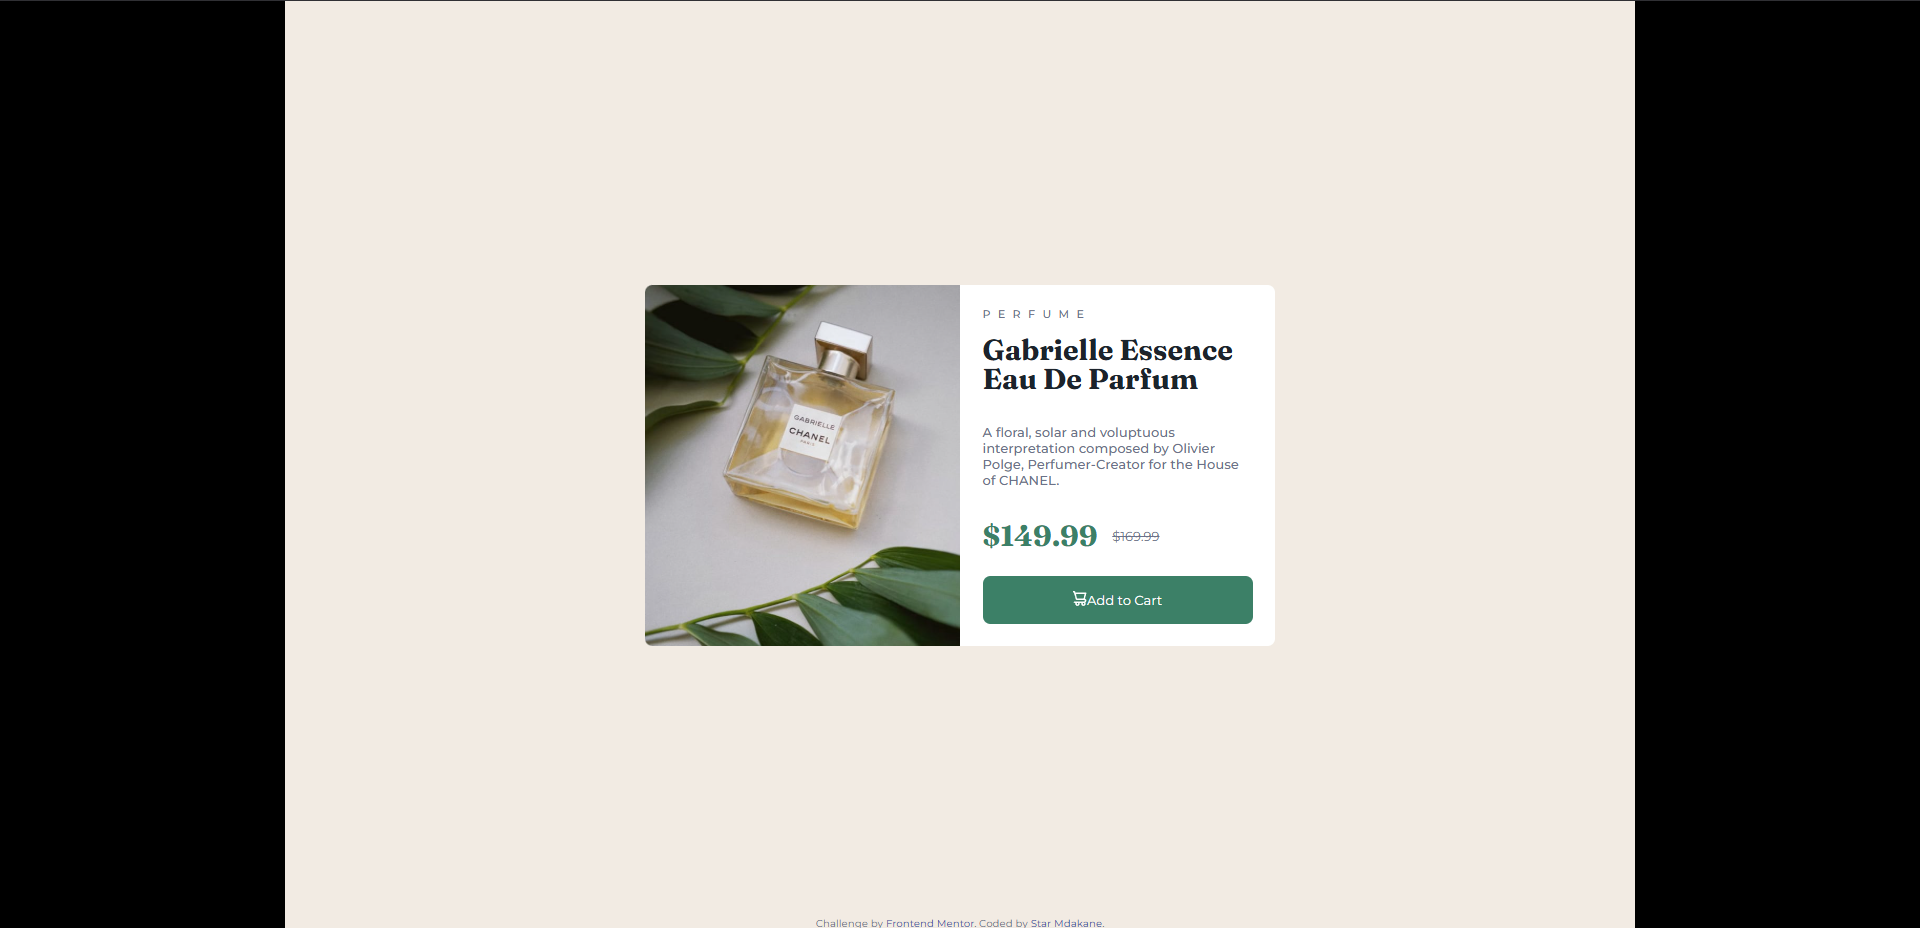 GABRIELLE
CHANEL
PARIS
PERFUME
Gabrielle Essence
Eau De Parfum
A floral, solar and voluptuous
interpretation composed by Olivier
Polge, Perfumer-Creator for the House
of CHANEL.
$149.99 $169.99
Add to Cart
Challenge by Frontend Mentor. Coded by Star Mdakane.